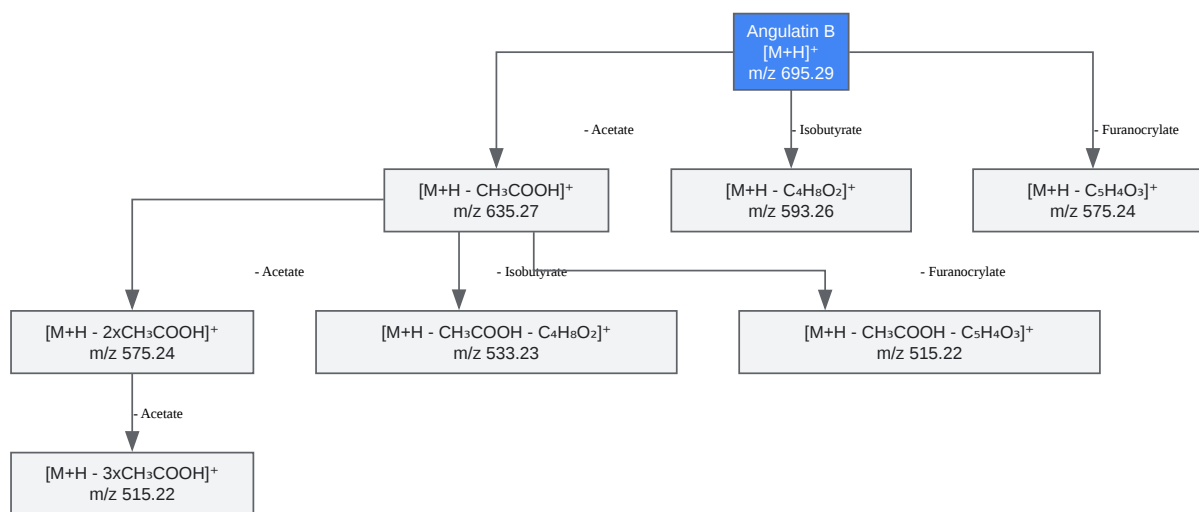 Angulatin B
[M+H]⁺
m/z 695.29
- Acetate
- Isobutyrate
- Furanocrylate
[M+H - CH₃COOH]⁺
m/z 635.27
[M+H - C₄H₈O₂]⁺
m/z 593.26
[M+H - C₅H₄O₃]⁺
m/z 575.24
- Acetate
- Isobutyrate
- Furanocrylate
[M+H - 2xCH₃COOH]⁺
m/z 575.24
[M+H - CH₃COOH - C₄H₈O₂]⁺
m/z 533.23
[M+H - CH₃COOH - C₅H₄O₃]⁺
m/z 515.22
- Acetate
[M+H - 3xCH₃COOH]⁺
m/z 515.22